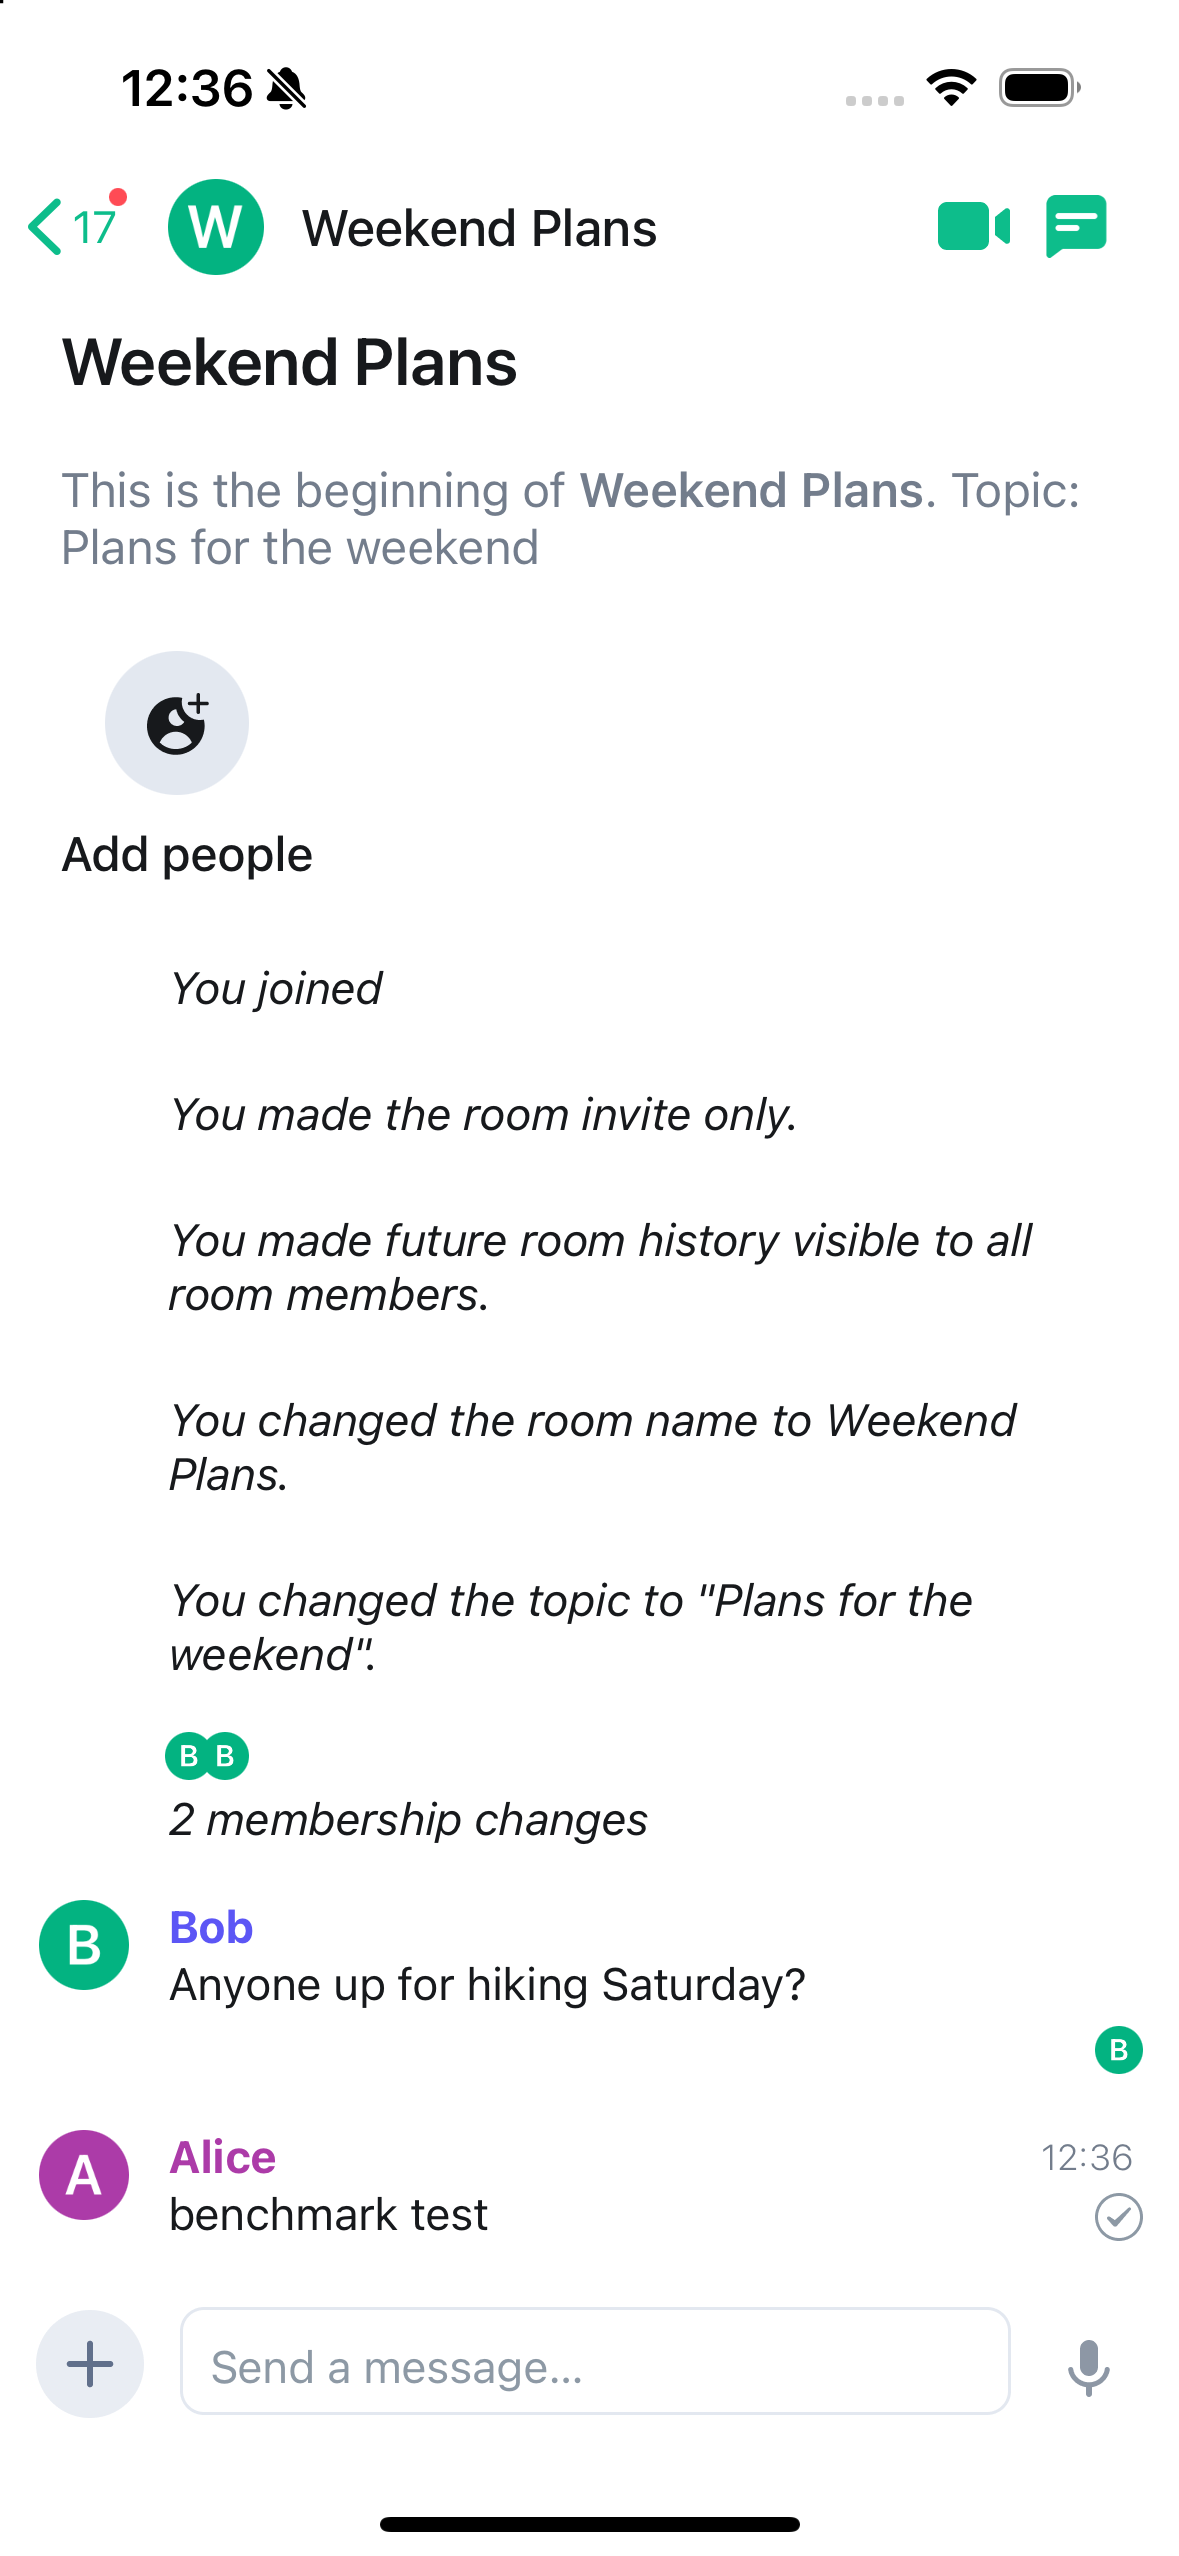 12:36
17
W
Weekend Plans
Weekend Plans
This is the beginning of Weekend Plans. Topic:
Plans for the weekend
Add people
You joined
You made the room invite only.
You made future room history visible to all
room members.
You changed the room name to Weekend
Plans.
You changed the topic to "Plans for the
weekend".
B B
2 membership changes
B
Bob
Anyone up for hiking Saturday?
B
A
Alice
12:36
benchmark test
Send a message...